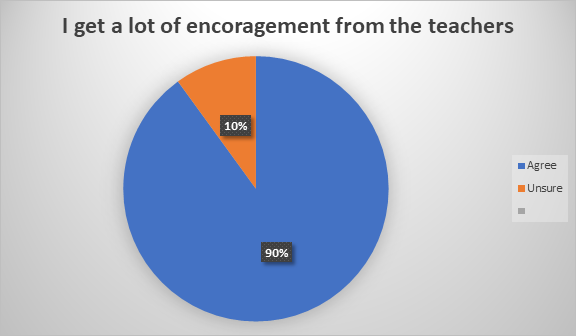 I get a lot of encoragement from the teachers
10%
90%
Agree
Unsure